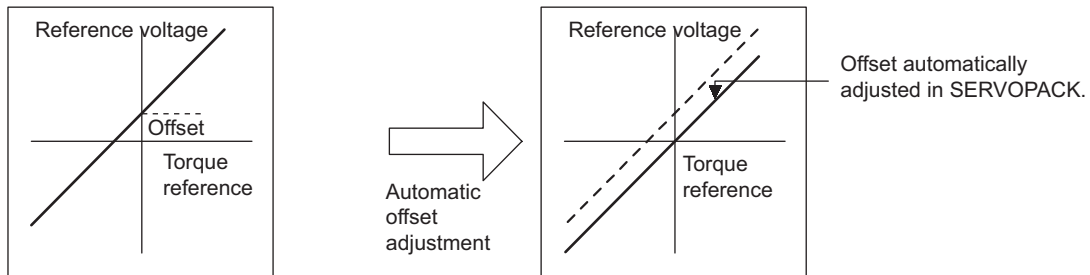 Reference voltage
Offset
Torque
reference
Automatic
offset
adjustment
Reference voltage
Torque
reference
Offset automatically
adjusted in SERVOPACK.